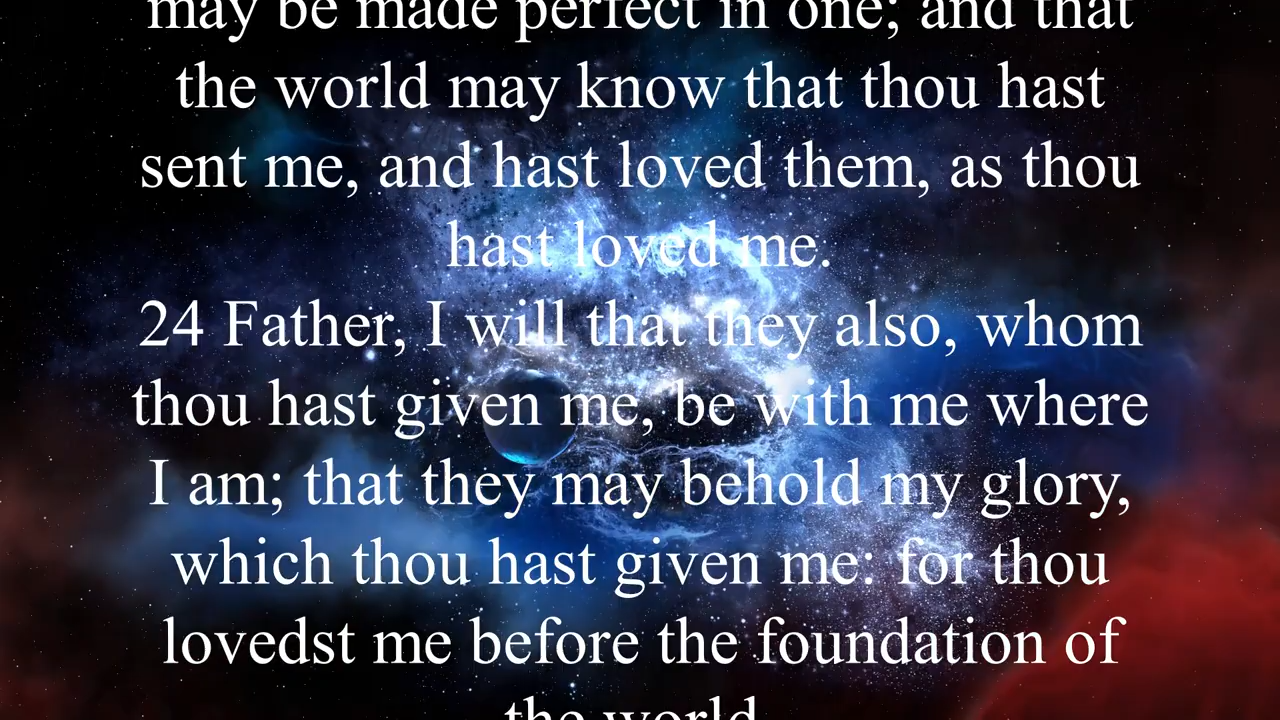 may be made perfect in one; and that
the world may know that thou hast
sent me, and hast loved them, as thou
hast loved me.
24 Father, I will that they also, whom
thou hast given me, be with me where
I am; that they may behold my glory,
which thou hast given me: for thou
lovedst me before the foundation of
the world